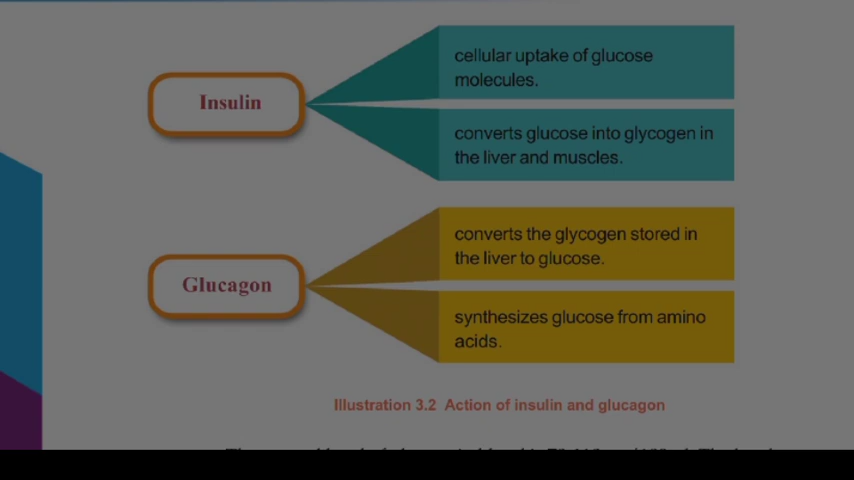 Insulin
cellular uptake of glucose
molecules.
converts glucose into glycogen in
the liver and muscles.
Glucagon
converts the glycogen stored in
the liver to glucose.
synthesizes glucose from amino
acids.
Illustration 3.2 Action of insulin and glucagon